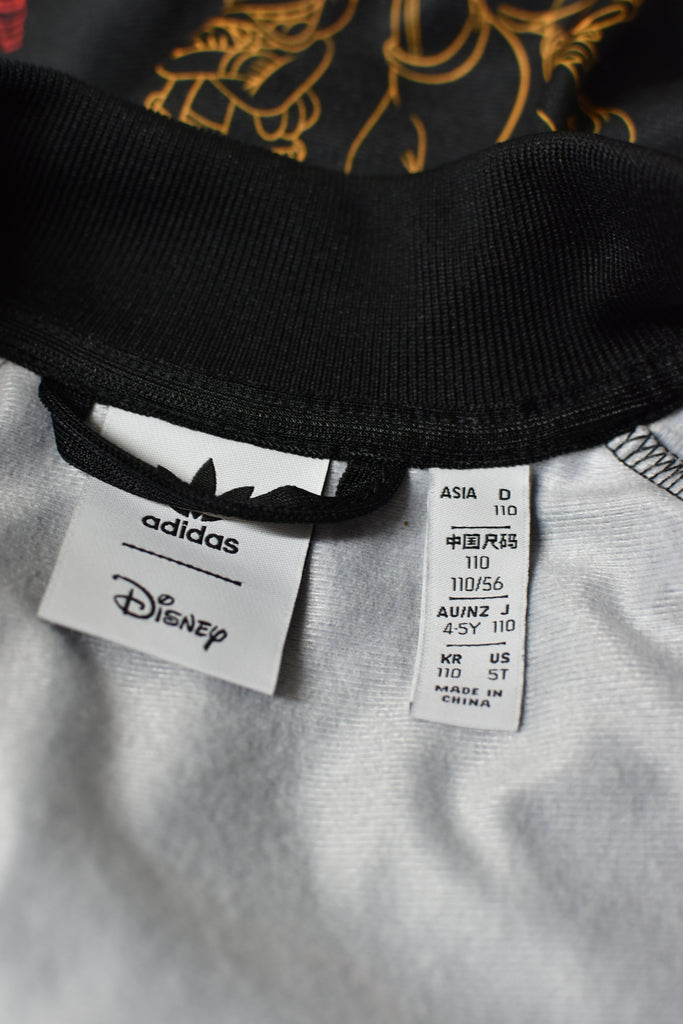 adidas
Disney
ASIA D
110
中国尺码
110
110/56
AU/NZ J
4-5Y 110
KR US
110 5T
MADE IN
CHINA